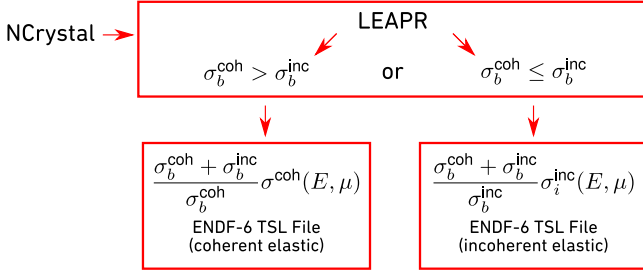 NCrystal
LEAPR
σ_b^coh > σ_b^inc or σ_b^coh ≤ σ_b^inc
(σ_b^coh + σ_b^inc) / σ_b^coh σ^coh(E, μ)
ENDF-6 TSL File
(coherent elastic)
(σ_b^coh + σ_b^inc) / σ_b^inc σ_i^inc(E, μ)
ENDF-6 TSL File
(incoherent elastic)